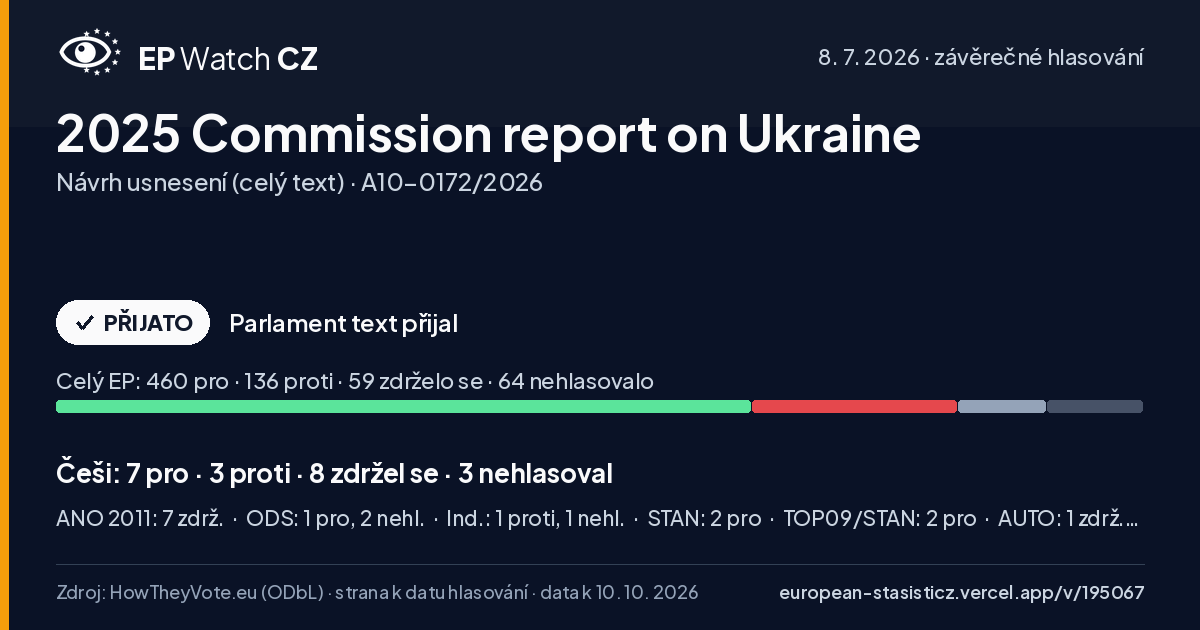 EP Watch CZ
8. 7. 2026 · závěrečné hlasování
2025 Commission report on Ukraine
Návrh usnesení (celý text) · A10–0172/2026
✓ PŘIJATO
Parlament text přijal
Celý EP: 460 pro · 136 proti · 59 zdrželo se · 64 nehlasovalo
Češi: 7 pro · 3 proti · 8 zdržel se · 3 nehlasoval
ANO 2011: 7 zdrž. · ODS: 1 pro, 2 nehl. · Ind.: 1 proti, 1 nehl. · STAN: 2 pro · TOP09/STAN: 2 pro · AUTO: 1 zdrž.…
Zdroj: HowTheyVote.eu (ODbL) · strana k datu hlasování · data k 10. 10. 2026
european-stasisticz.vercel.app/v/195067